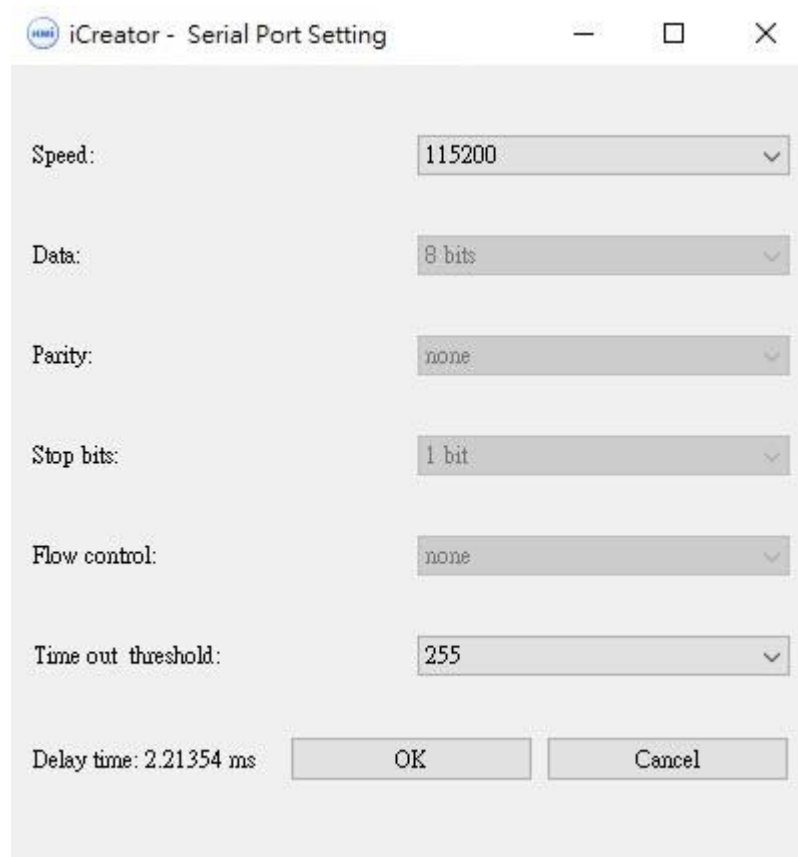 HMI iCreator - Serial Port Setting
Speed: 115200
Data: 8 bits
Parity: none
Stop bits: 1 bit
Flow control: none
Time out threshold: 255
Delay time: 2.21354 ms OK Cancel